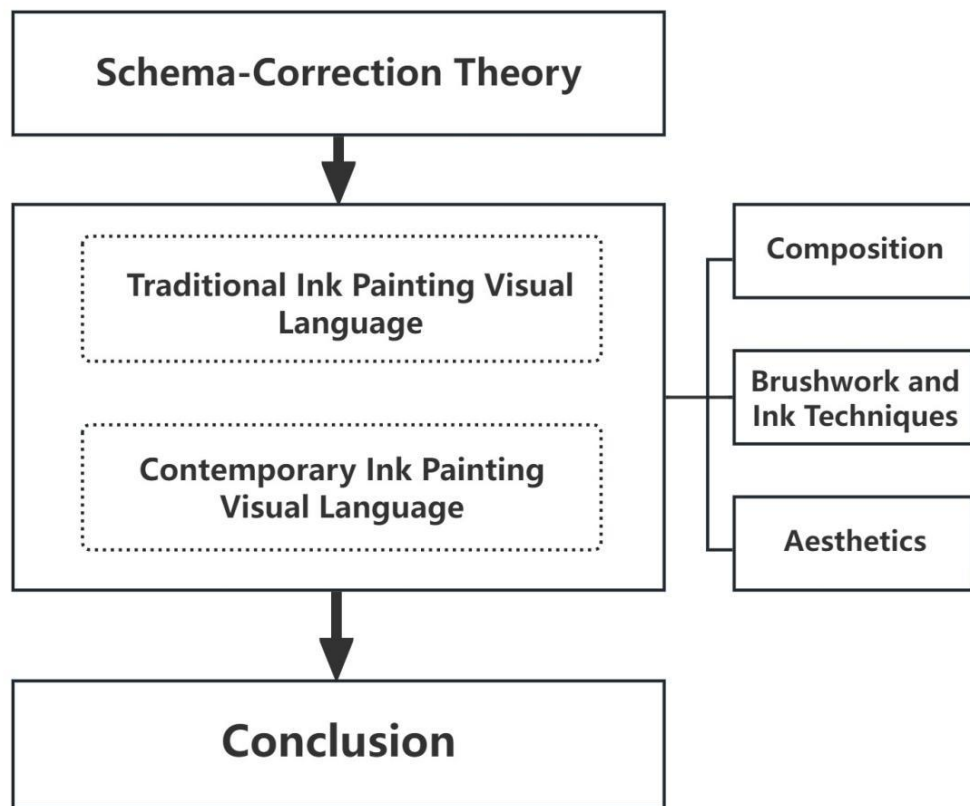 Schema-Correction Theory
Traditional Ink Painting Visual
Language
Contemporary Ink Painting
Visual Language
Composition
Brushwork and
Ink Techniques
Aesthetics
Conclusion